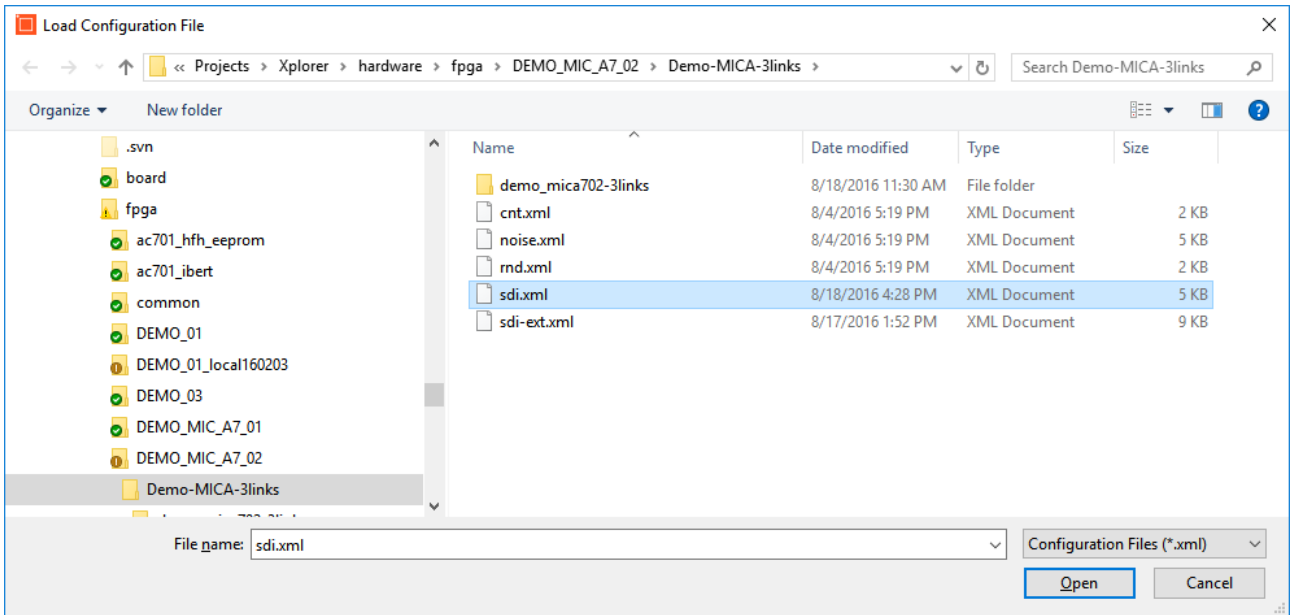 Load Configuration File
« Projects > Xplorer > hardware > fpga > DEMO_MIC_A7_02 > Demo-MICA-3links >
Search Demo-MICA-3links
Organize
New folder
?
.svn
board
fpga
ac701_hfh_eeprom
ac701_ibert
common
DEMO_01
DEMO_01_local160203
DEMO_03
DEMO_MIC_A7_01
DEMO_MIC_A7_02
Demo-MICA-3links
Name Date modified Type Size
demo_mica702-3links 8/18/2016 11:30 AM File folder
cnt.xml 8/4/2016 5:19 PM XML Document 2 KB
noise.xml 8/4/2016 5:19 PM XML Document 5 KB
rnd.xml 8/4/2016 5:19 PM XML Document 2 KB
sdi.xml 8/18/2016 4:28 PM XML Document 5 KB
sdi-ext.xml 8/17/2016 1:52 PM XML Document 9 KB
File name: sdi.xml
Configuration Files (*.xml)
Open
Cancel